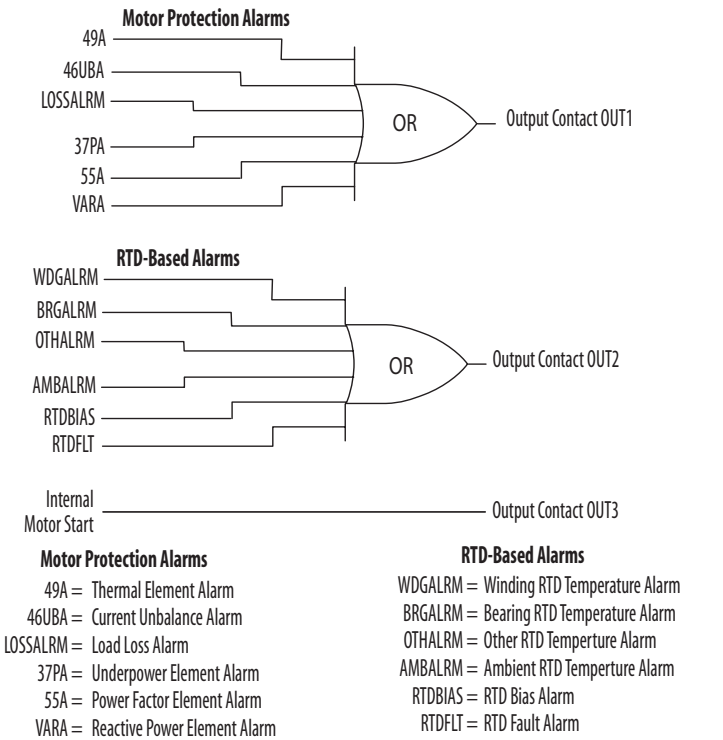 Motor Protection Alarms
49A
46UBA
LOSSALRM
37PA
55A
VARA
OR
Output Contact OUT1
RTD-Based Alarms
WDGALRM
BRGALRM
OTHALRM
AMBALRM
RTDBIAS
RTDFLT
OR
Output Contact OUT2
Internal
Motor Start
Output Contact OUT3
Motor Protection Alarms
49A = Thermal Element Alarm
46UBA = Current Unbalance Alarm
LOSSALRM = Load Loss Alarm
37PA = Underpower Element Alarm
55A = Power Factor Element Alarm
VARA = Reactive Power Element Alarm
RTD-Based Alarms
WDGALRM = Winding RTD Temperature Alarm
BRGALRM = Bearing RTD Temperature Alarm
OTHALRM = Other RTD Temperture Alarm
AMBALRM = Ambient RTD Temperture Alarm
RTDBIAS = RTD Bias Alarm
RTDFLT = RTD Fault Alarm